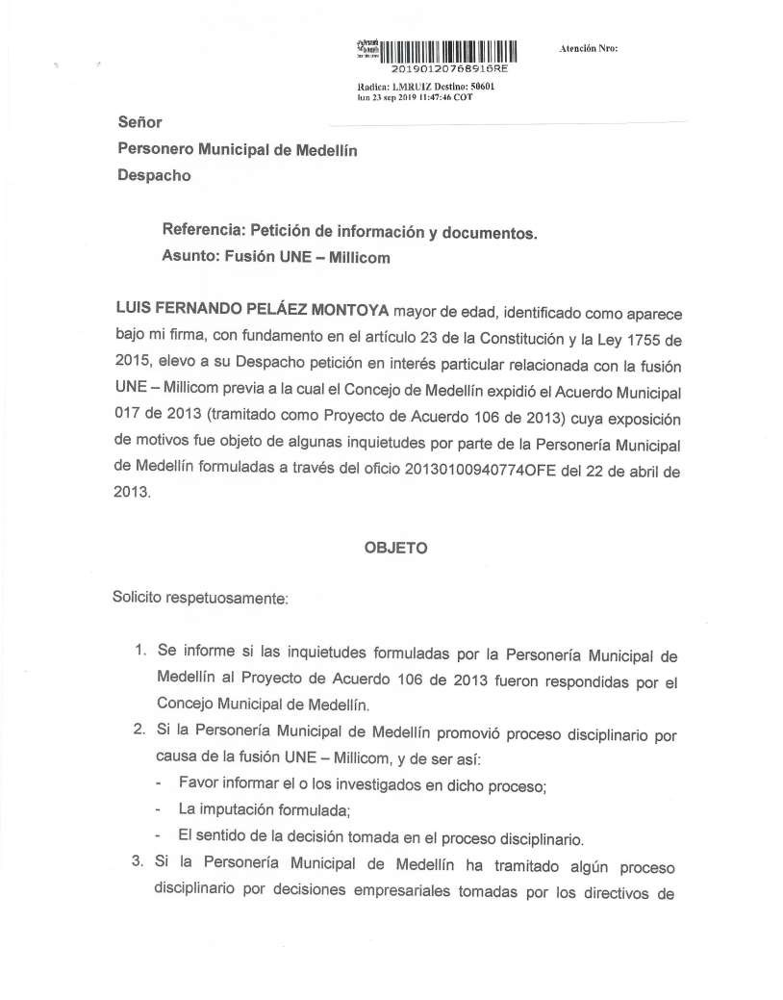 Atención Nro:
201901207689 16RE
Radica: LMRUIZ Destino: 50601
lun 23 sep 2019 11:47:46 COT
Señor
Personero Municipal de Medellín
Despacho
Referencia: Petición de información y documentos.
Asunto: Fusión UNE – Millicom
LUIS FERNANDO PELÁEZ MONTOYA mayor de edad, identificado como aparece
bajo mi firma, con fundamento en el artículo 23 de la Constitución y la Ley 1755 de
2015, elevo a su Despacho petición en interés particular relacionada con la fusión
UNE – Millicom previa a la cual el Concejo de Medellín expidió el Acuerdo Municipal
017 de 2013 (tramitado como Proyecto de Acuerdo 106 de 2013) cuya exposición
de motivos fue objeto de algunas inquietudes por parte de la Personería Municipal
de Medellín formuladas a través del oficio 20130100940774OFE del 22 de abril de
2013.
OBJETO
Solicito respetuosamente:
1. Se informe si las inquietudes formuladas por la Personería Municipal de
Medellín al Proyecto de Acuerdo 106 de 2013 fueron respondidas por el
Concejo Municipal de Medellín.
2. Si la Personería Municipal de Medellín promovió proceso disciplinario por
causa de la fusión UNE – Millicom, y de ser así:
- Favor informar el o los investigados en dicho proceso;
- La imputación formulada;
- El sentido de la decisión tomada en el proceso disciplinario.
3. Si la Personería Municipal de Medellín ha tramitado algún proceso
disciplinario por decisiones empresariales tomadas por los directivos de